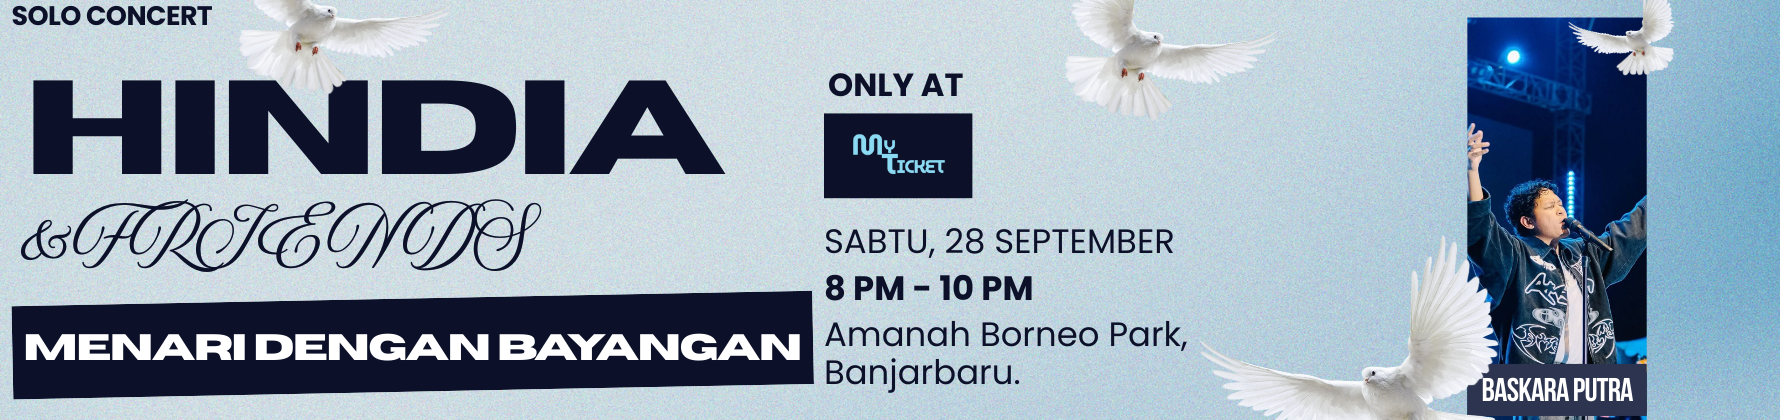 SOLO CONCERT
HINDIA
& FRIENDS
MENARI DENGAN BAYANGAN
ONLY AT
My Ticket
SABTU, 28 SEPTEMBER
8 PM - 10 PM
Amanah Borneo Park,
Banjarbaru.
BASKARA PUTRA